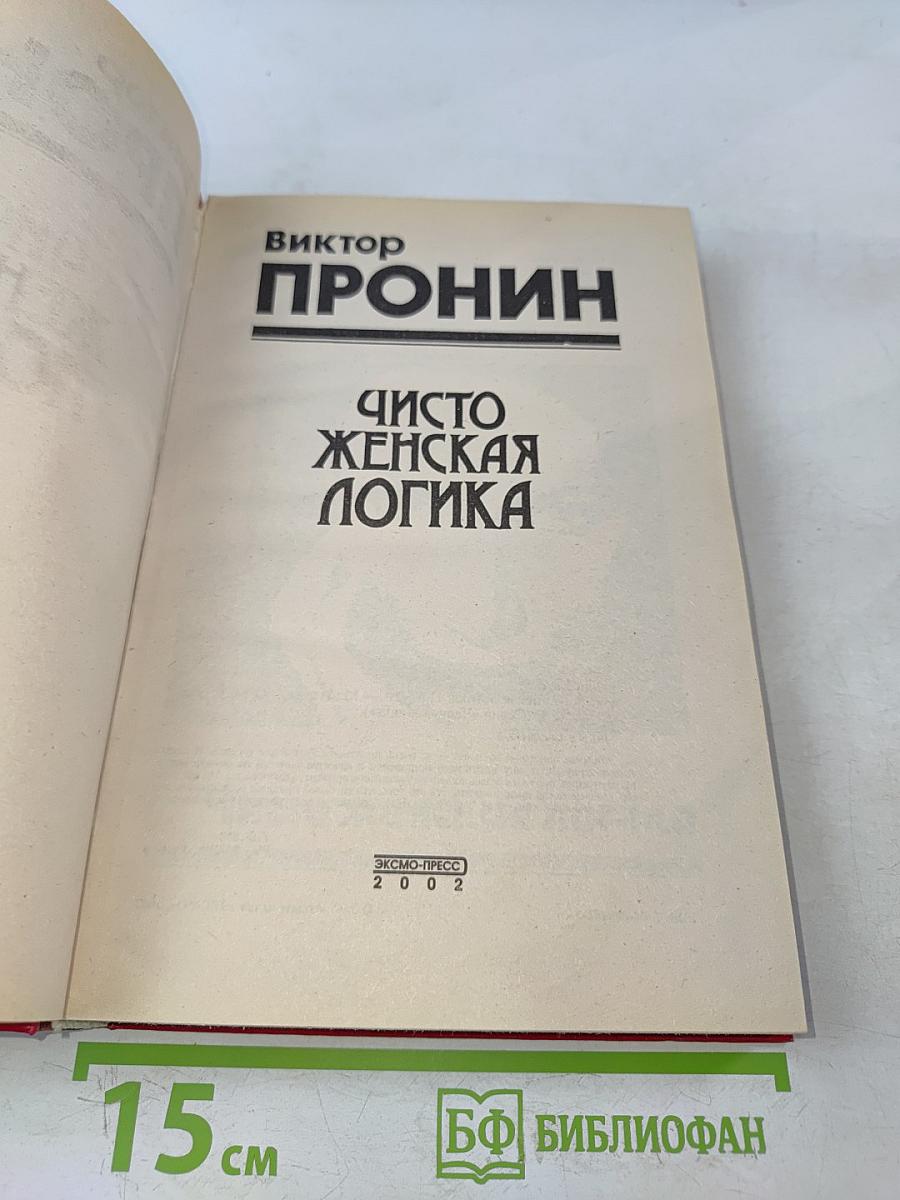 Виктор
ПРОНИН
ЧИСТО
ЖЕНСКАЯ
ЛОГИКА
ЭКСМО-ПРЕСС
2002
15 см
БФ БИБЛИОФАН